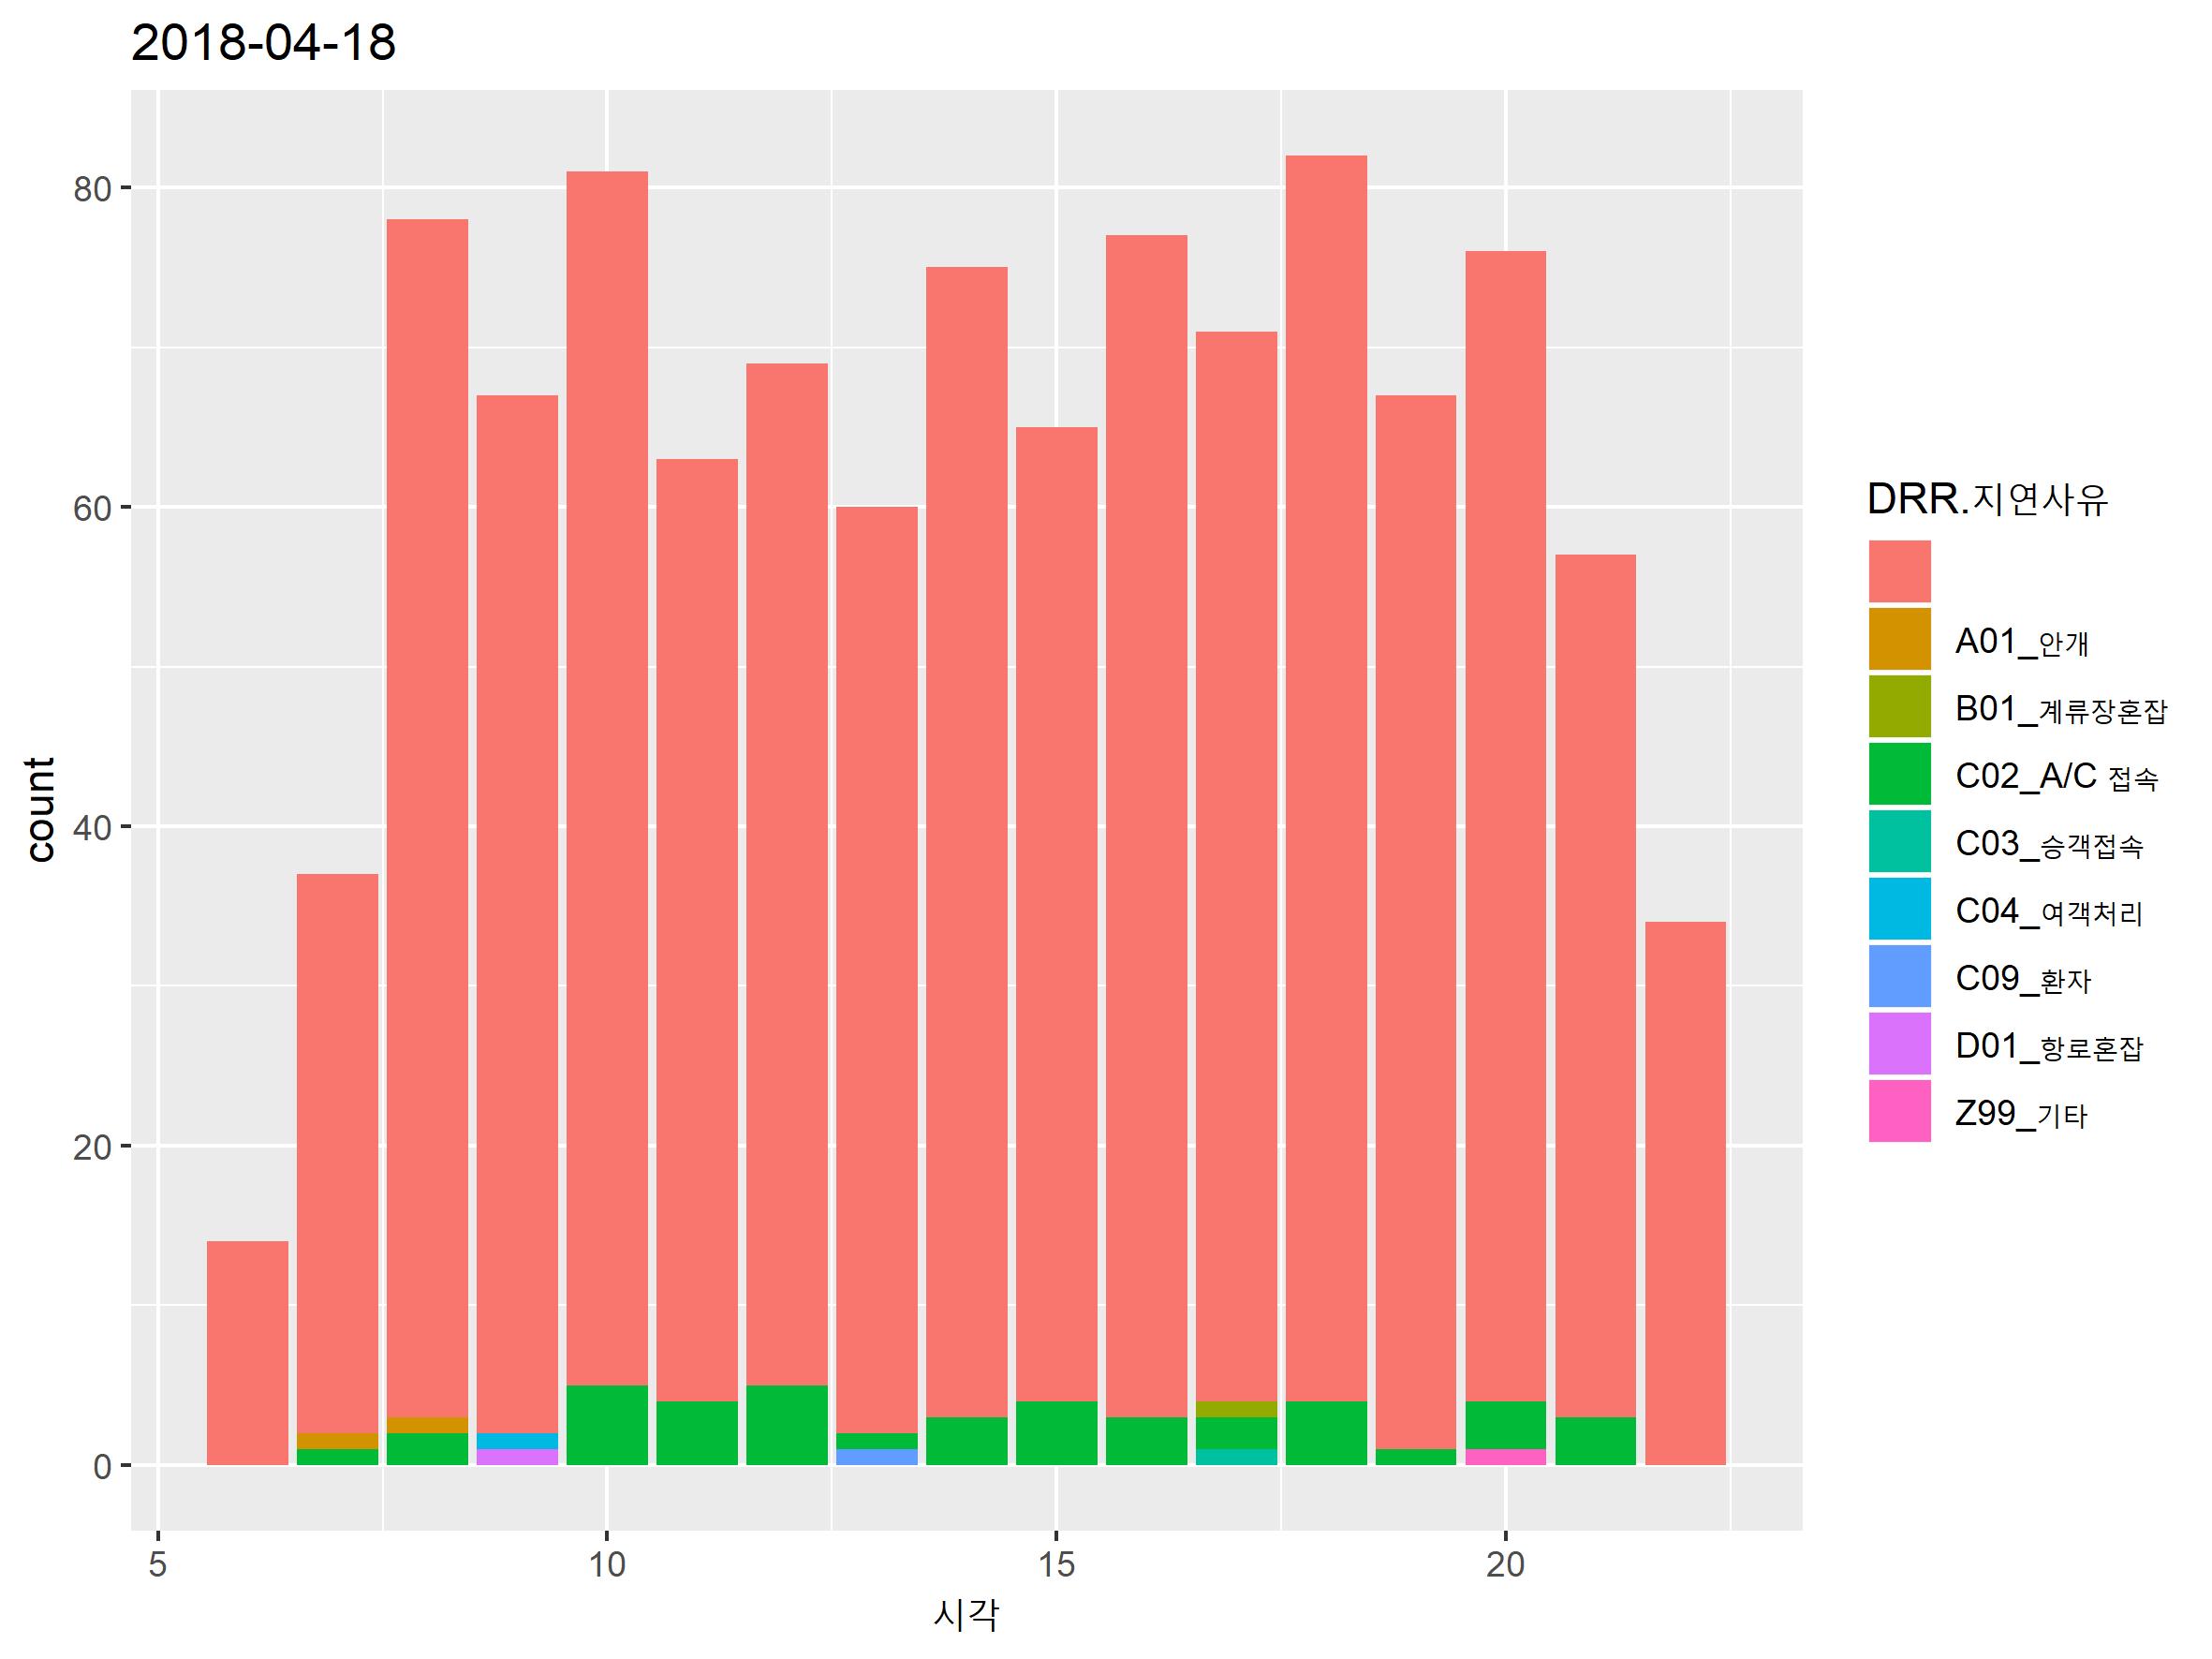 2018-04-18
80
60
40
20
0
count
5 10 15 20
시각
DRR.지연사유
A01_안개
B01_계류장혼잡
C02_A/C 접속
C03_승객접속
C04_여객처리
C09_환자
D01_항로혼잡
Z99_기타